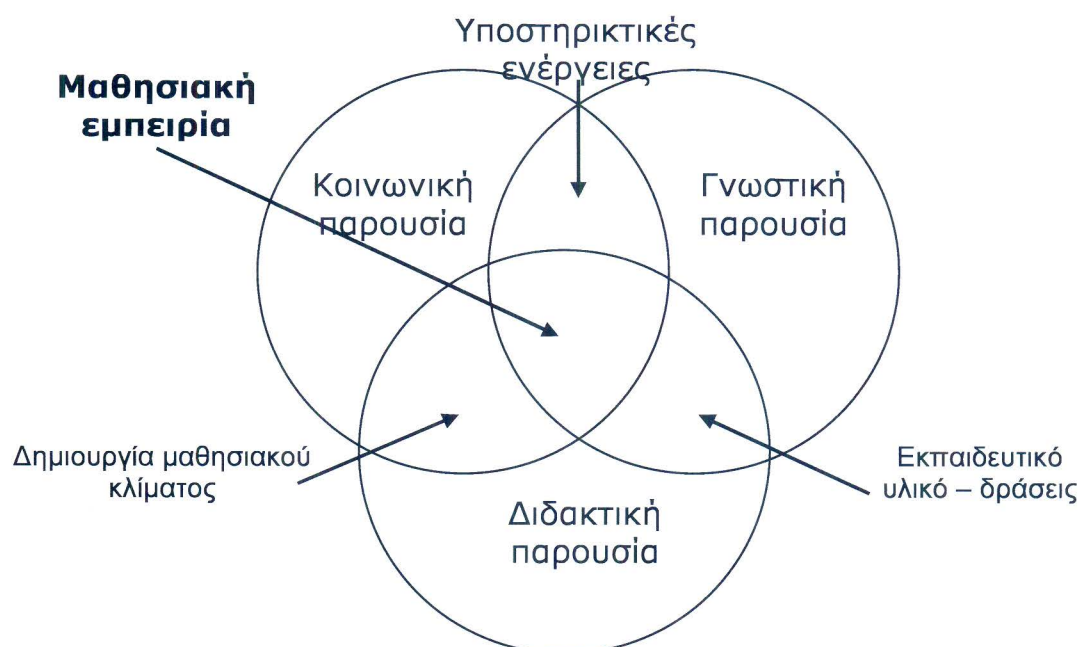 Υποστηρικτικές
ενέργειες
Μαθησιακή
εμπειρία
Κοινωνική
παρουσία
Γνωστική
παρουσία
Δημιουργία μαθησιακού
κλίματος
Εκπαιδευτικό
υλικό – δράσεις
Διδακτική
παρουσία